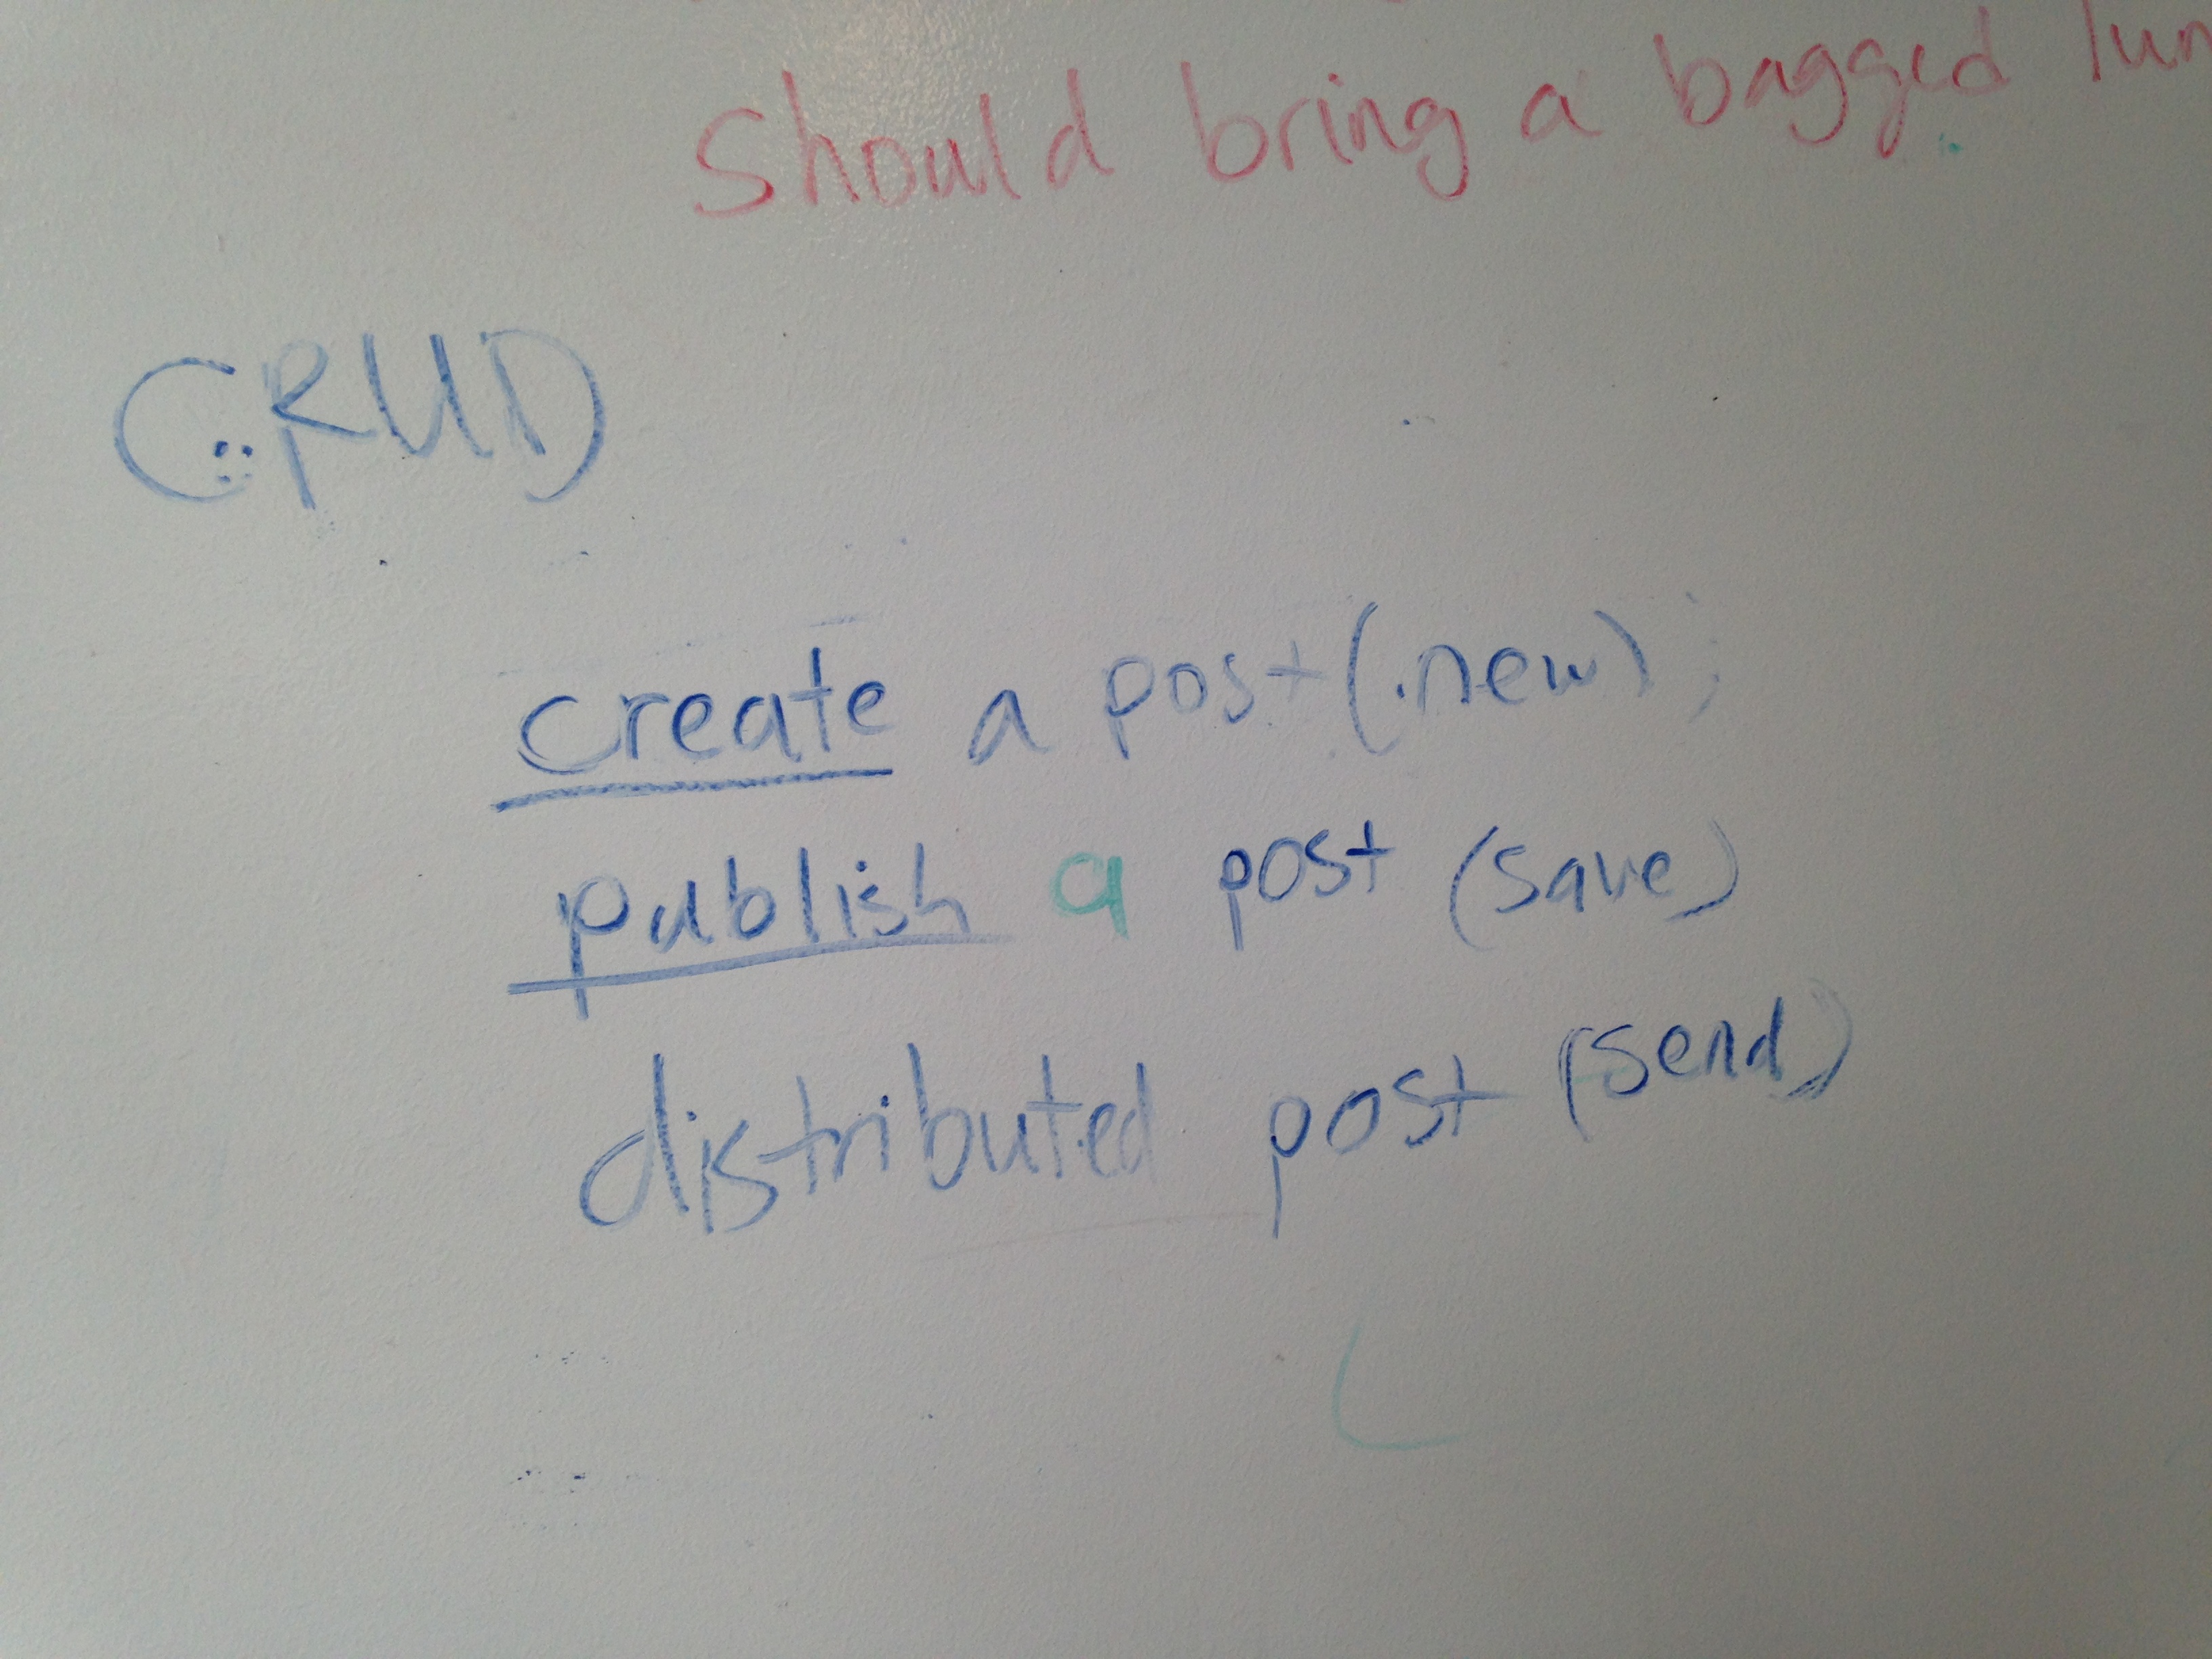 should bring a bagged lun
CRUD
create a post (.new);
publish a post (save)
distributed post (send)